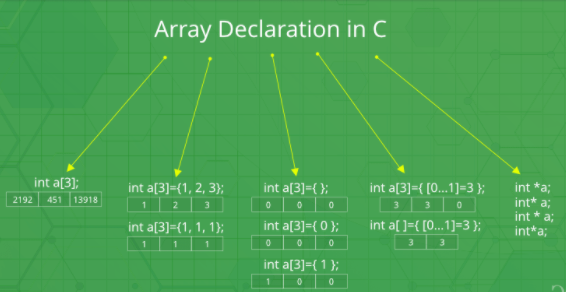 Array Declaration in C
int a[3];
2192 451 13918
int a[3]={1, 2, 3};
1 2 3
int a[3]={1, 1, 1};
1 1 1
int a[3]={ };
0 0 0
int a[3]={ 0 };
0 0 0
int a[3]={ 1 };
1 0 0
int a[3]={ [0...1]=3 };
3 3 0
int a[ ]={ [0...1]=3 };
3 3
int *a;
int* a;
int * a;
int*a;